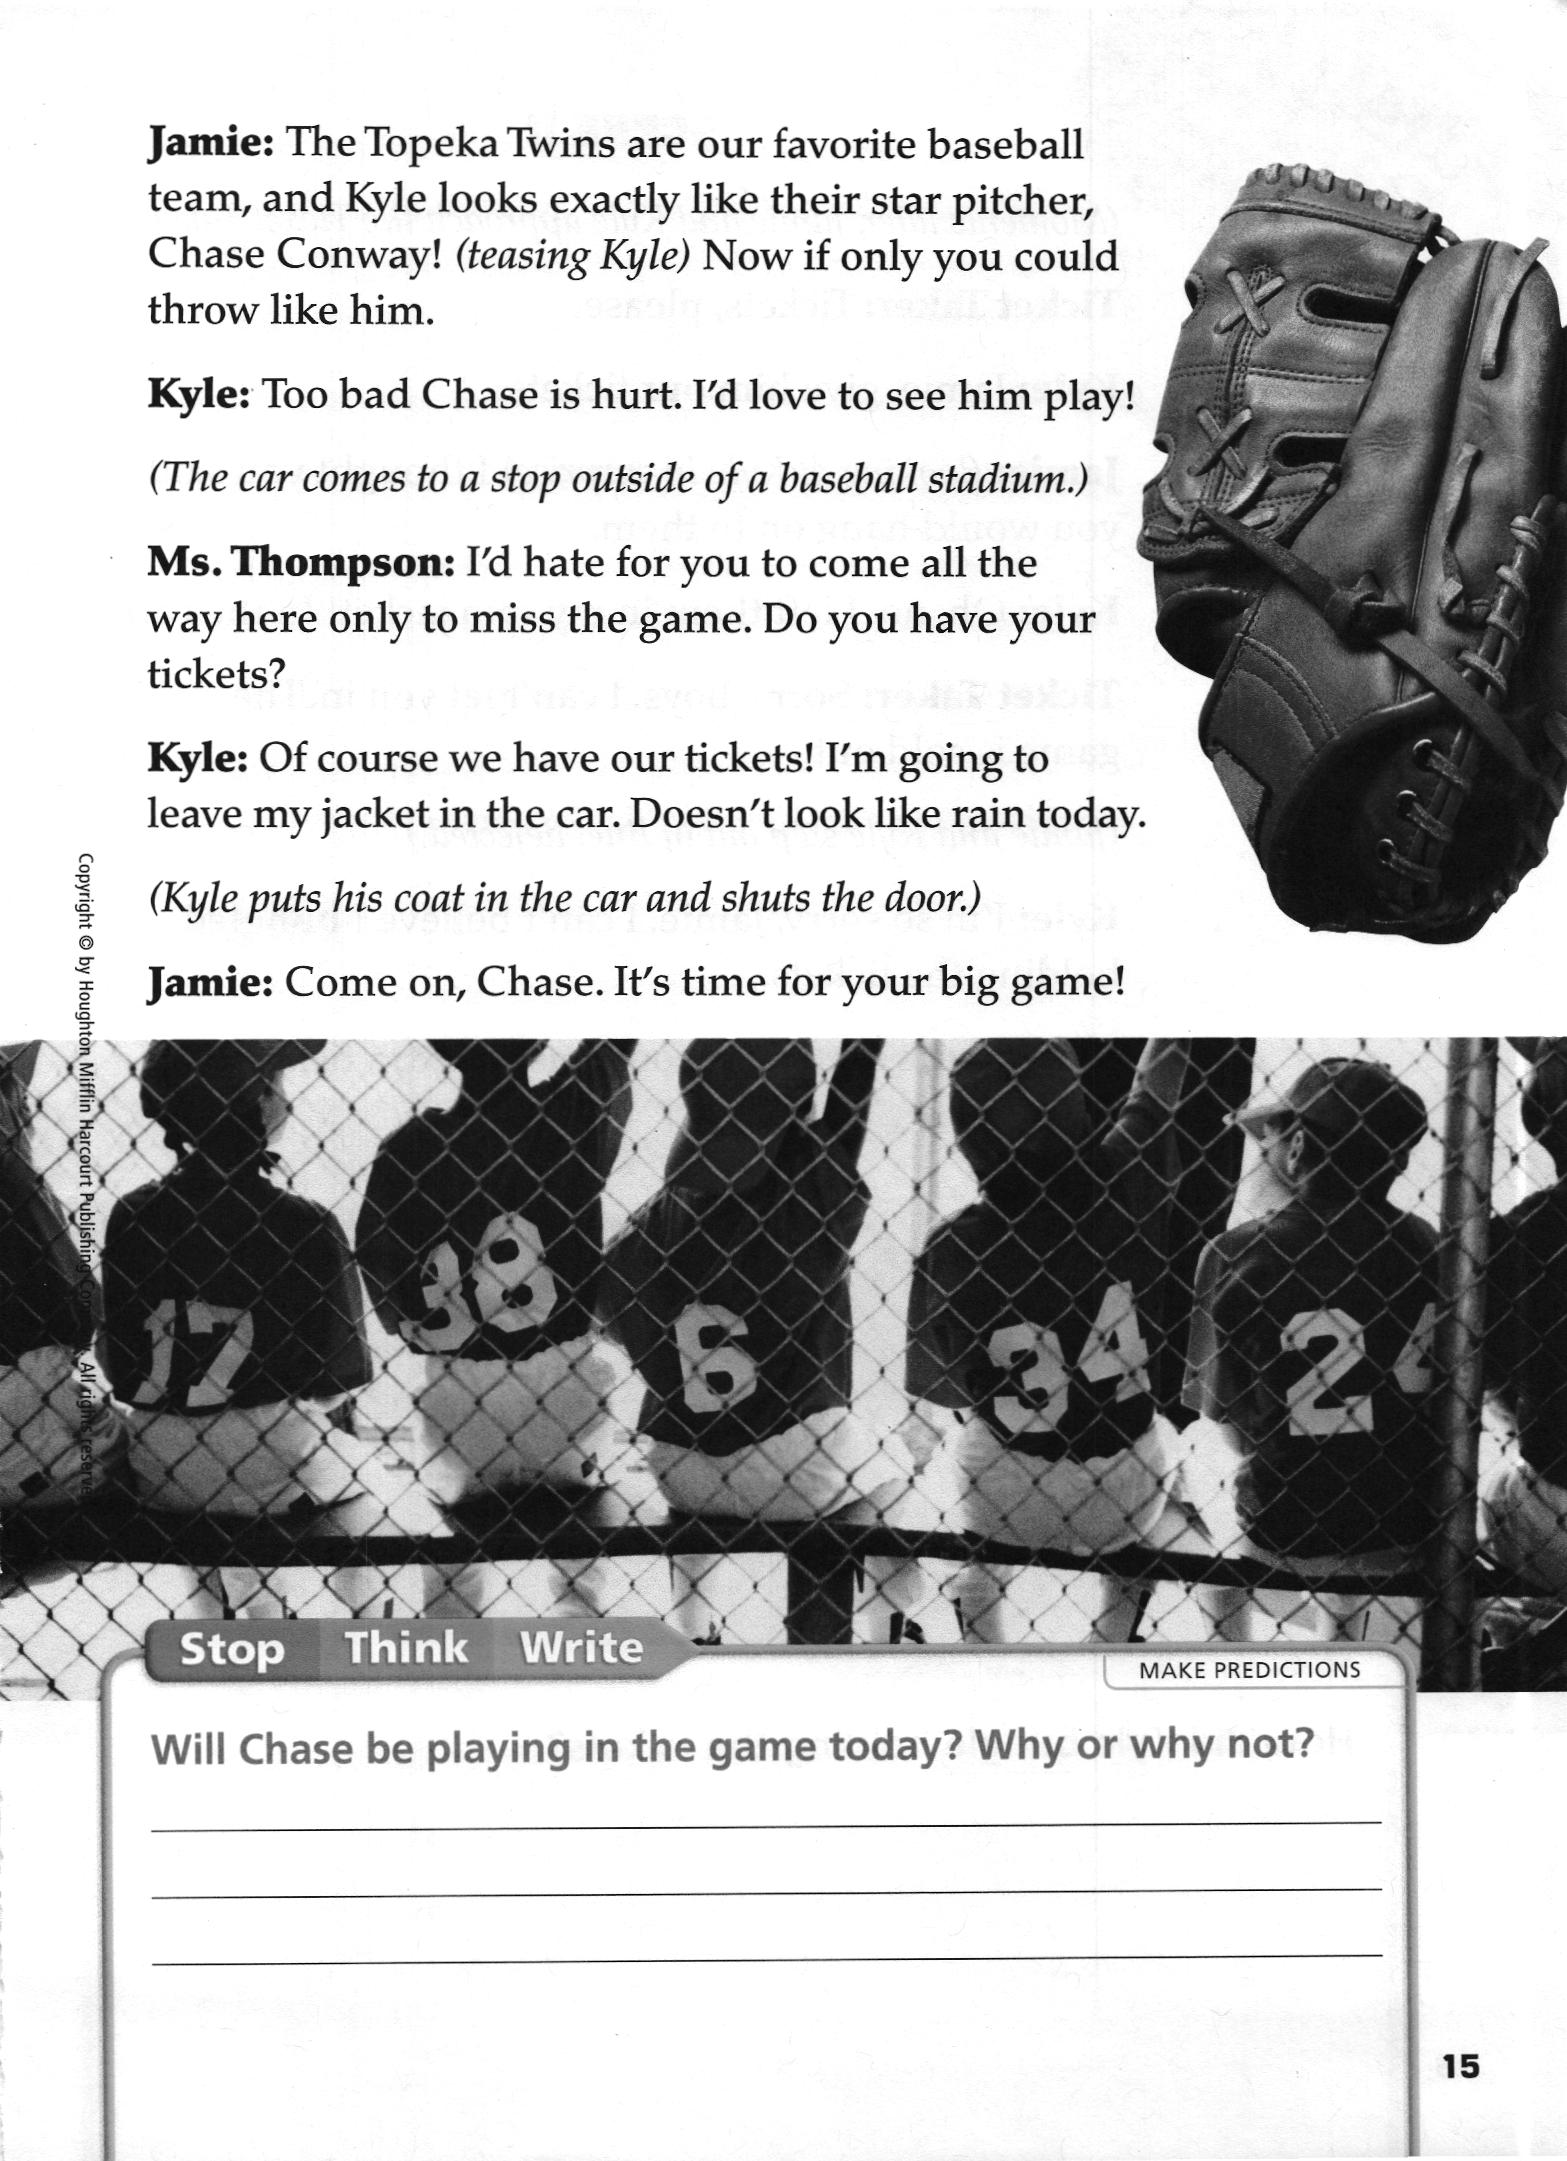 Jamie: The Topeka Twins are our favorite baseball
team, and Kyle looks exactly like their star pitcher,
Chase Conway! (teasing Kyle) Now if only you could
throw like him.
Kyle: Too bad Chase is hurt. I'd love to see him play!
(The car comes to a stop outside of a baseball stadium.)
Ms. Thompson: I'd hate for you to come all the
way here only to miss the game. Do you have your
tickets?
Kyle: Of course we have our tickets! I'm going to
leave my jacket in the car. Doesn't look like rain today.
(Kyle puts his coat in the car and shuts the door.)
Jamie: Come on, Chase. It's time for your big game!
Copyright © by Houghton Mifflin Harcourt Publishing Company. All rights reserved
17
38
6
34
24
Stop Think Write
MAKE PREDICTIONS
Will Chase be playing in the game today? Why or why not?
15